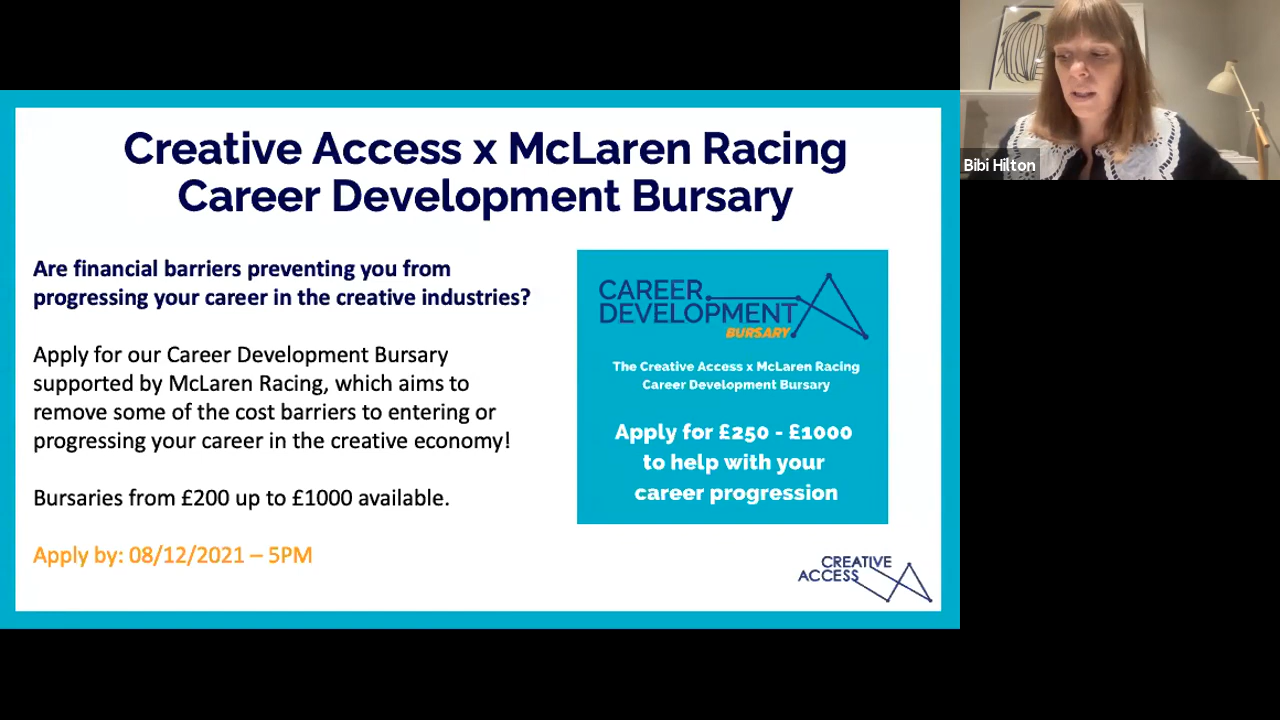 Creative Access x McLaren Racing
Career Development Bursary
Are financial barriers preventing you from
progressing your career in the creative industries?
Apply for our Career Development Bursary
supported by McLaren Racing, which aims to
remove some of the cost barriers to entering or
progressing your career in the creative economy!
Bursaries from £200 up to £1000 available.
Apply by: 08/12/2021 – 5PM
CAREER
DEVELOPMENT
BURSARY
The Creative Access x McLaren Racing
Career Development Bursary
Apply for £250 - £1000
to help with your
career progression
CREATIVE
ACCESS
Bibi Hilton